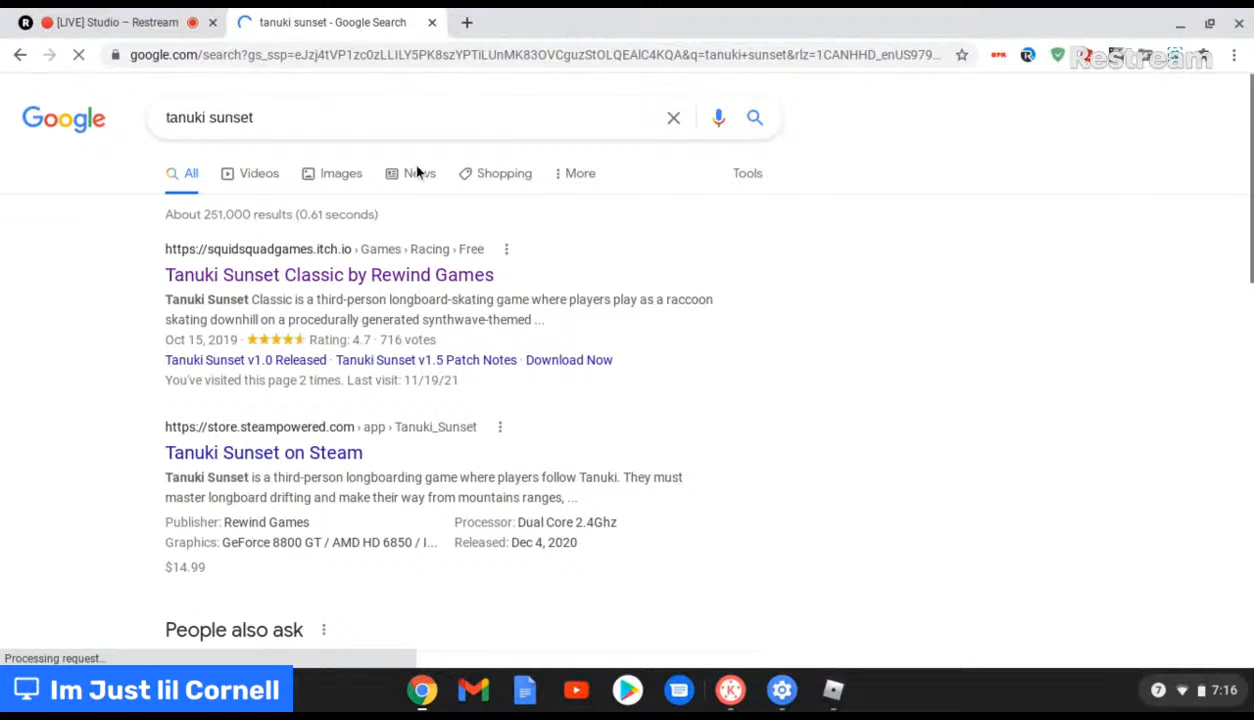 [LIVE] Studio – Restream
tanuki sunset - Google Search
google.com/search?gs_ssp=eJzj4tVP1zc0zLLILY5PK8szYPTiLUnMK83OVCguzStOLQEAlC4KQA&q=tanuki+sunset&rlz=1CANHHD_enUS979...
Restream
Google
tanuki sunset
All
Videos
Images
News
Shopping
More
Tools
About 251,000 results (0.61 seconds)
https://squidsquadgames.itch.io › Games › Racing › Free
Tanuki Sunset Classic by Rewind Games
Tanuki Sunset Classic is a third-person longboard-skating game where players play as a raccoon
skating downhill on a procedurally generated synthwave-themed ...
Oct 15, 2019 · Rating: 4.7 · 716 votes
Tanuki Sunset v1.0 Released · Tanuki Sunset v1.5 Patch Notes · Download Now
You've visited this page 2 times. Last visit: 11/19/21
https://store.steampowered.com › app › Tanuki_Sunset
Tanuki Sunset on Steam
Tanuki Sunset is a third-person longboarding game where players follow Tanuki. They must
master longboard drifting and make their way from mountains ranges, ...
Publisher: Rewind Games
Processor: Dual Core 2.4Ghz
Graphics: GeForce 8800 GT / AMD HD 6850 / I...
Released: Dec 4, 2020
$14.99
People also ask
Processing request...
Im Just lil Cornell
7
7:16